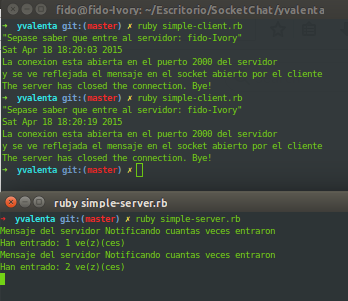 fido@fido-Ivory: ~/Escritorio/SocketChat/yvalenta
➜ yvalenta git:(master) ✗ ruby simple-client.rb
"Sepase saber que entre al servidor: fido-Ivory"
Sat Apr 18 18:20:03 2015
La conexion esta abierta en el puerto 2000 del servidor
y se ve reflejada el mensaje en el socket abierto por el cliente
The server has closed the connection. Bye!
➜ yvalenta git:(master) ✗ ruby simple-client.rb
"Sepase saber que entre al servidor: fido-Ivory"
Sat Apr 18 18:20:19 2015
La conexion esta abierta en el puerto 2000 del servidor
y se ve reflejada el mensaje en el socket abierto por el cliente
The server has closed the connection. Bye!
➜ yvalenta git:(master) ✗
ruby simple-server.rb
➜ yvalenta git:(master) ✗ ruby simple-server.rb
Mensaje del servidor Notificando cuantas veces entraron
Han entrado: 1 ve(z)(ces)
Mensaje del servidor Notificando cuantas veces entraron
Han entrado: 2 ve(z)(ces)